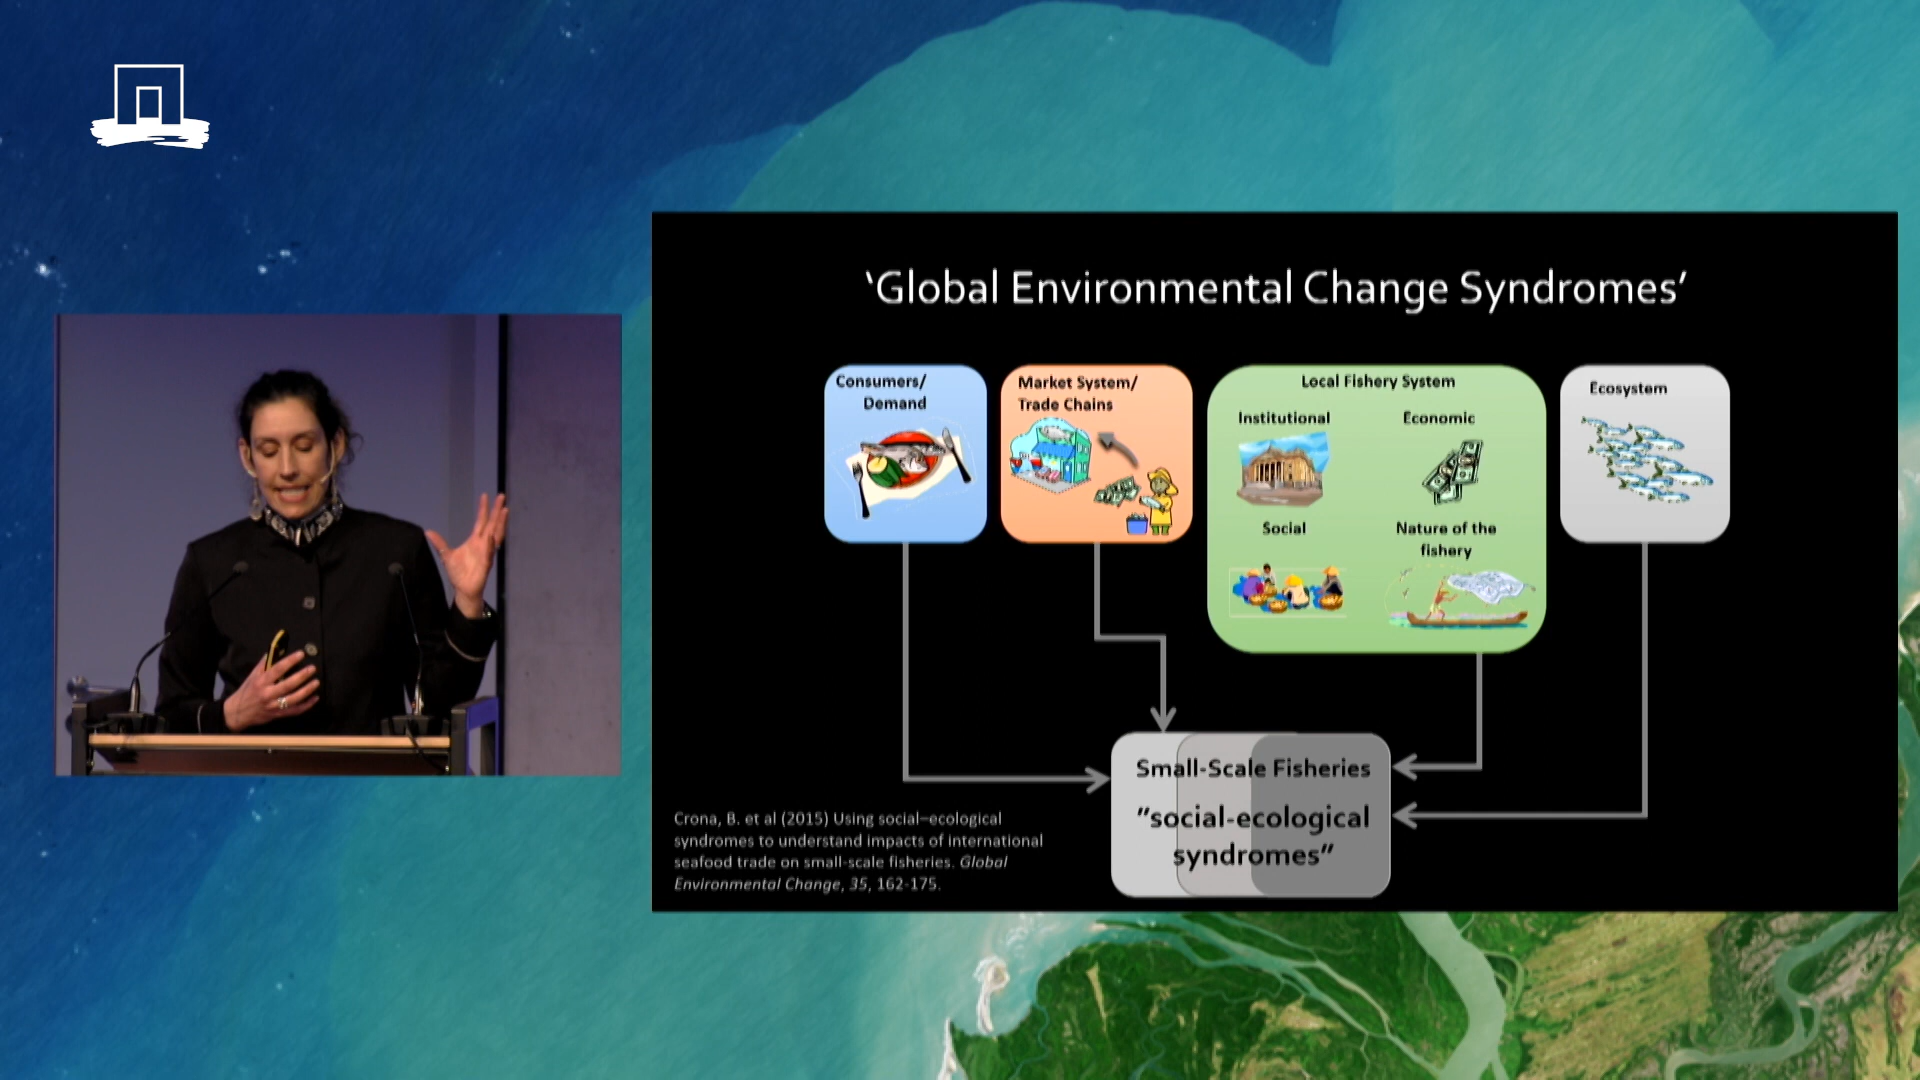 ‘Global Environmental Change Syndromes’
Consumers/
Demand
Market System/
Trade Chains
Local Fishery System
Institutional
Economic
Social
Nature of the
fishery
Ecosystem
Small-Scale Fisheries
”social-ecological
syndromes”
Crona, B. et al (2015) Using social–ecological
syndromes to understand impacts of international
seafood trade on small-scale fisheries. Global
Environmental Change, 35, 162-175.